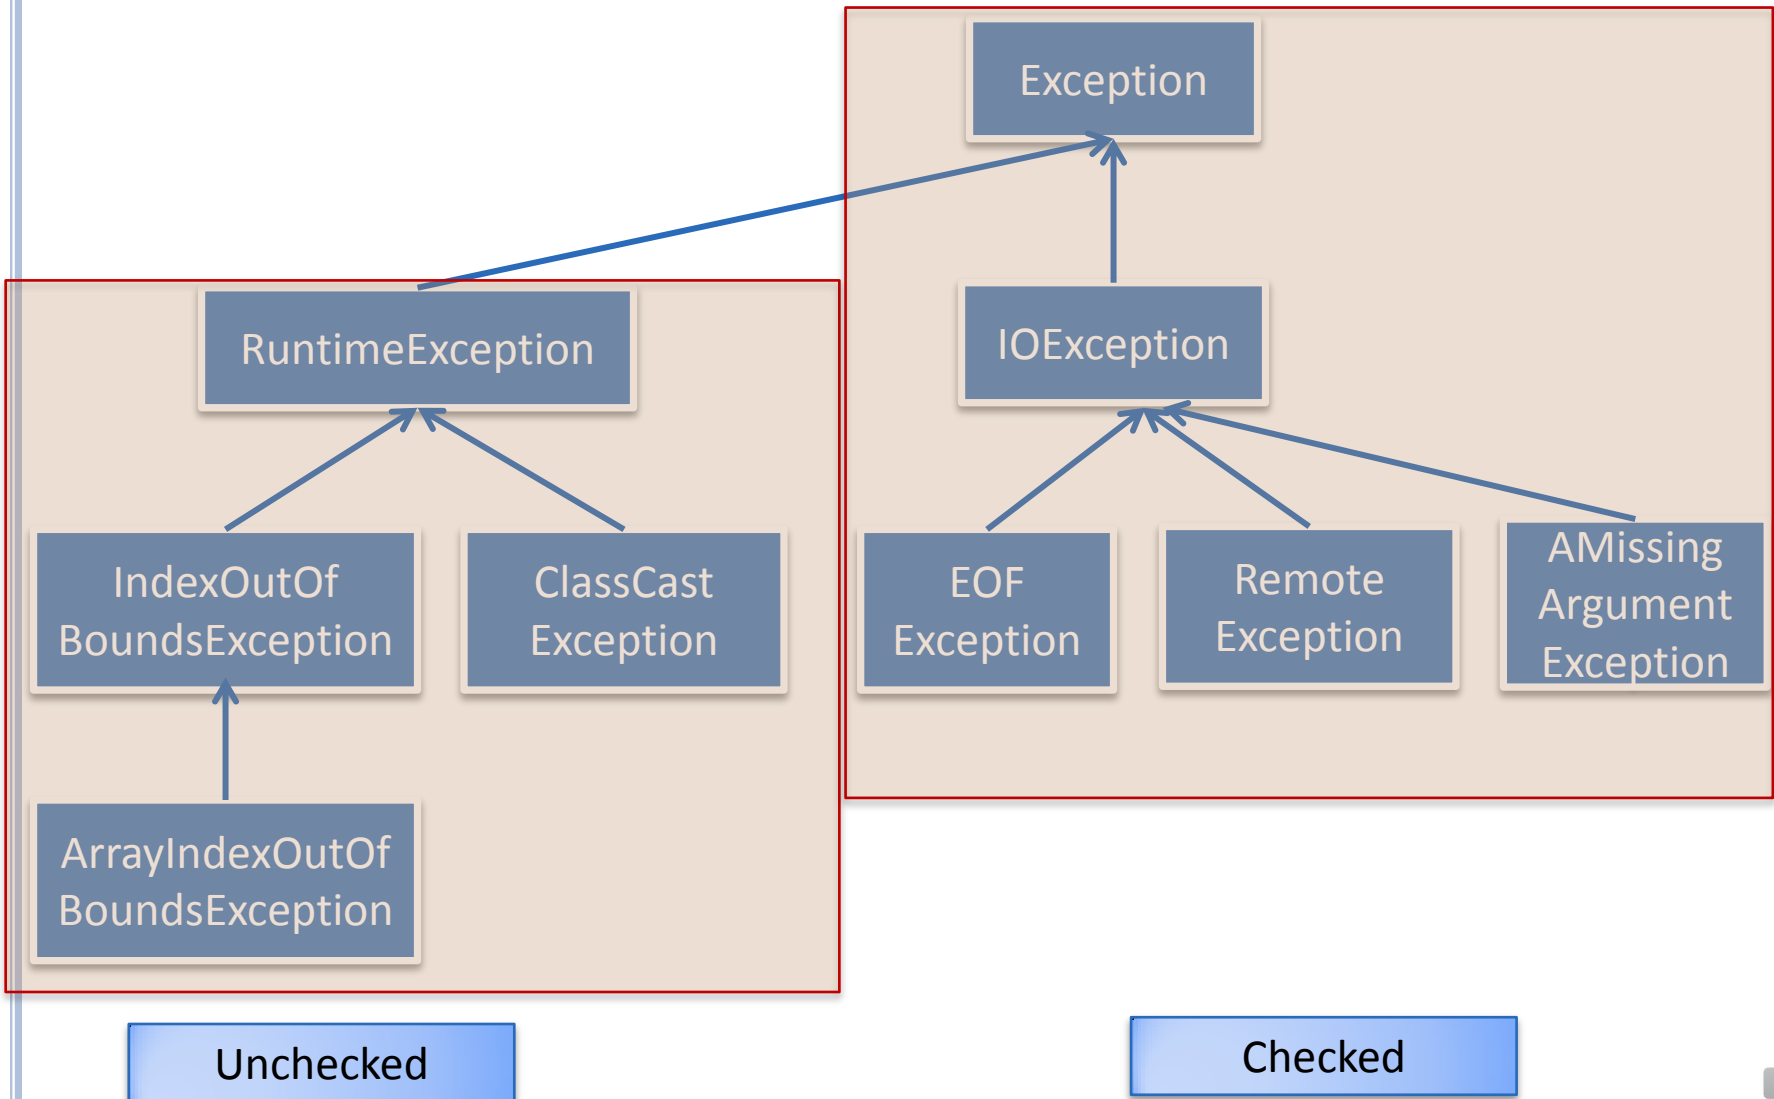 Exception
RuntimeException
IOException
IndexOutOf
BoundsException
ClassCast
Exception
EOF
Exception
Remote
Exception
AMissing
Argument
Exception
ArrayIndexOutOf
BoundsException
Unchecked
Checked